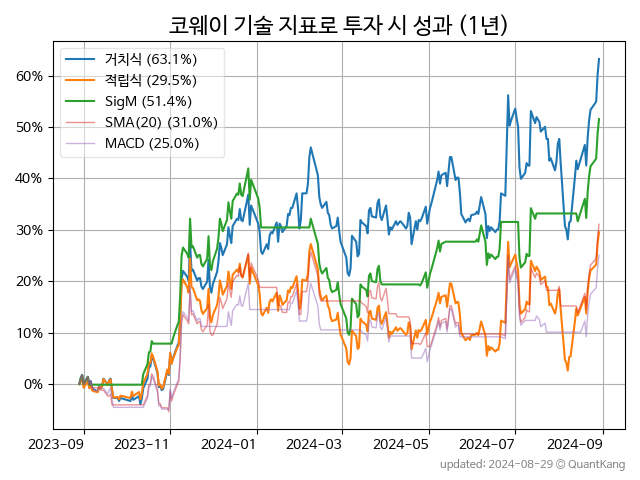 코웨이 기술 지표로 투자 시 성과 (1년)
거치식 (63.1%)
적립식 (29.5%)
SigM (51.4%)
SMA(20) (31.0%)
MACD (25.0%)
60%
50%
40%
30%
20%
10%
0%
2023-09 2023-11 2024-01 2024-03 2024-05 2024-07 2024-09
updated: 2024-08-29 © QuantKang